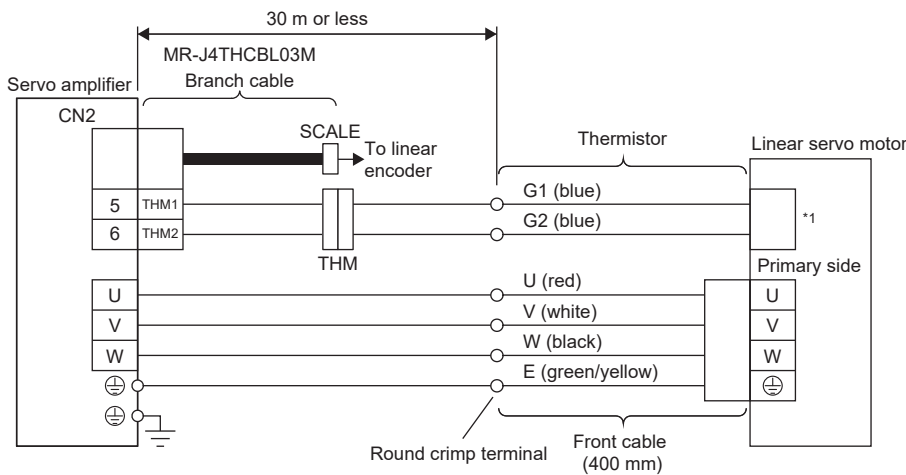 30 m or less
MR-J4THCBL03M
Branch cable
Servo amplifier
CN2
SCALE
To linear
encoder
Thermistor
Linear servo motor
5 THM1
G1 (blue)
*1
6 THM2
G2 (blue)
THM
Primary side
U
U (red)
U
V
V (white)
V
W
W (black)
W
E (green/yellow)
Round crimp terminal
Front cable
(400 mm)